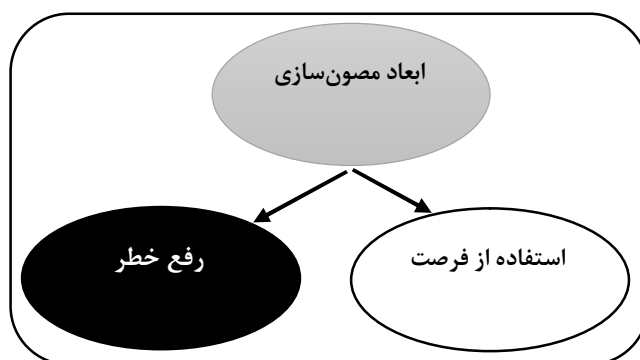 ابعاد مصون‌سازی
استفاده از فرصت
رفع خطر